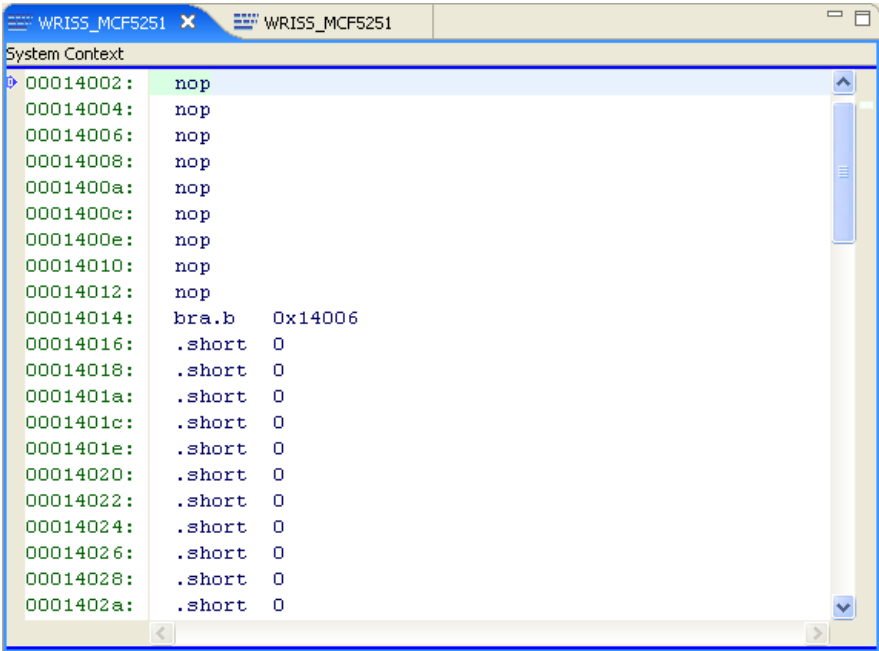 WRISS_MCF5251 WRISS_MCF5251
System Context
00014002: nop
00014004: nop
00014006: nop
00014008: nop
0001400a: nop
0001400c: nop
0001400e: nop
00014010: nop
00014012: nop
00014014: bra.b 0x14006
00014016: .short 0
00014018: .short 0
0001401a: .short 0
0001401c: .short 0
0001401e: .short 0
00014020: .short 0
00014022: .short 0
00014024: .short 0
00014026: .short 0
00014028: .short 0
0001402a: .short 0